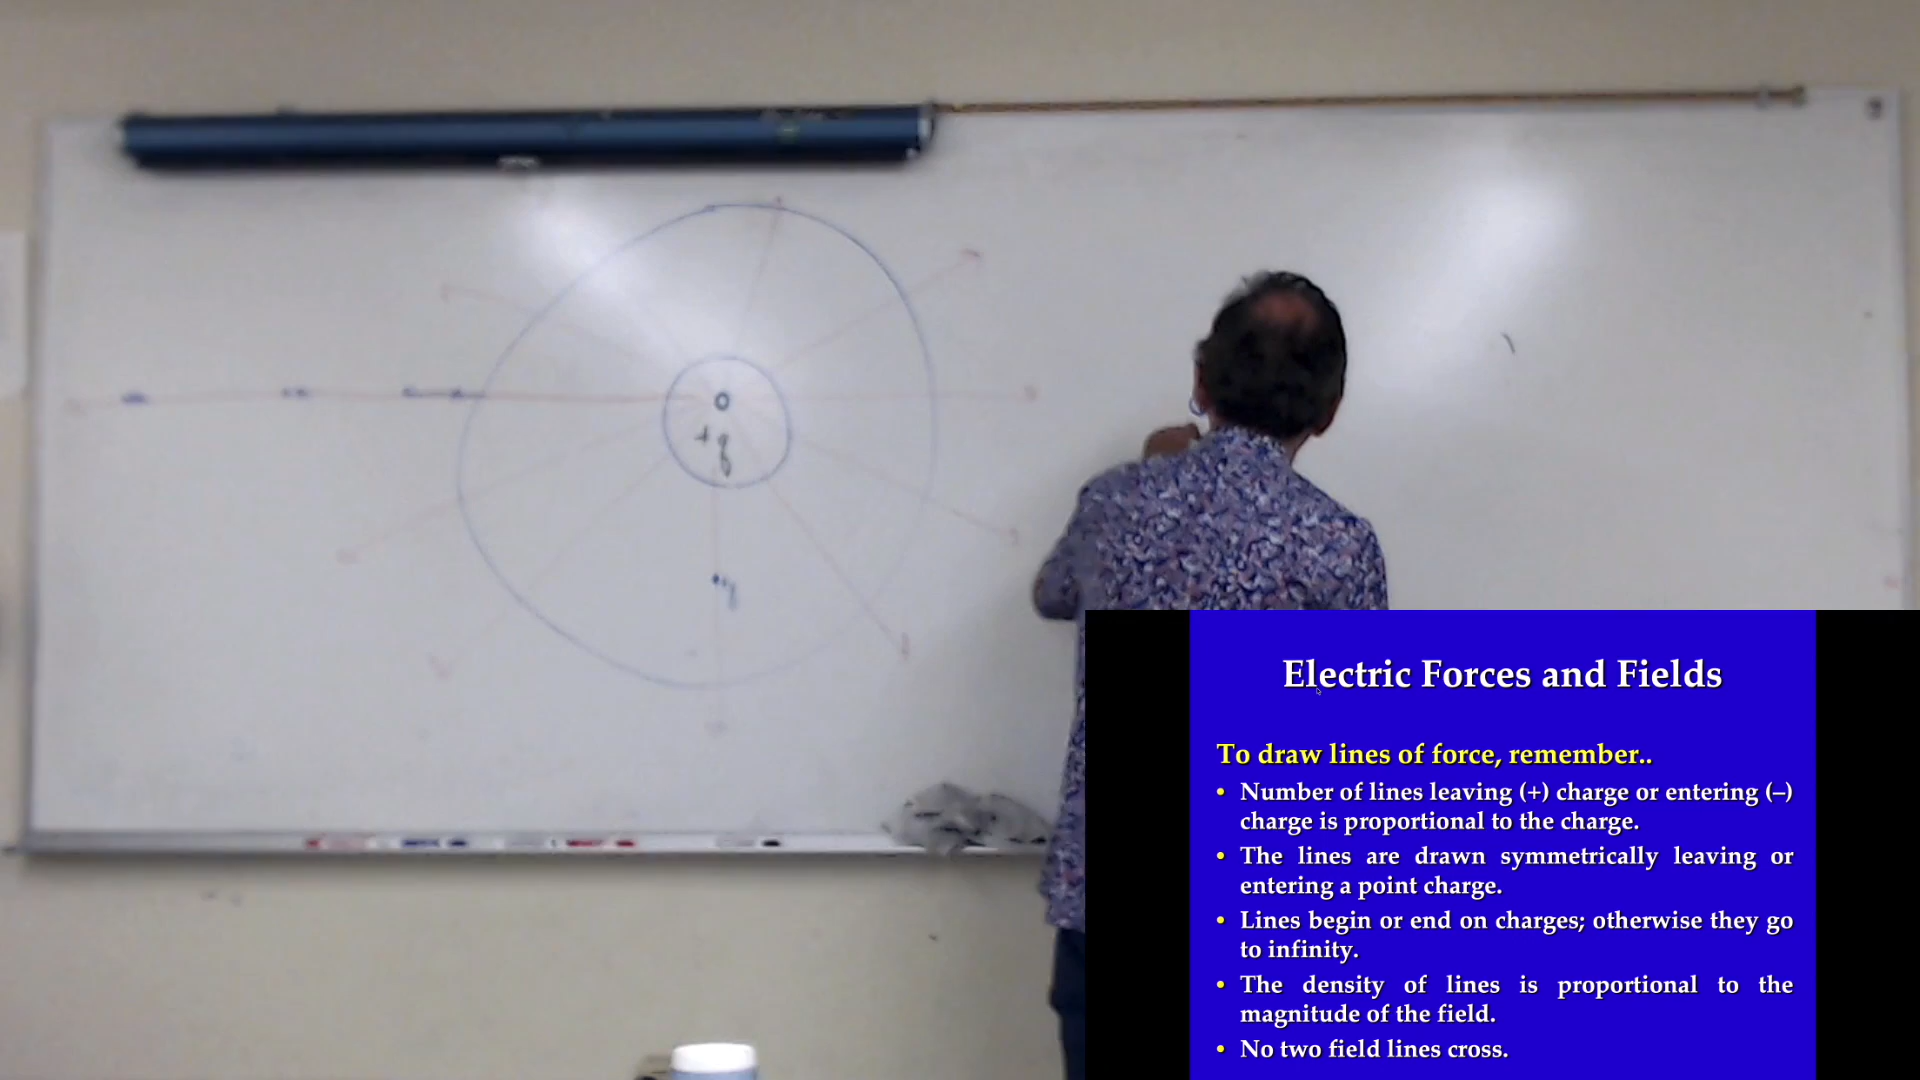 +q
+q
Electric Forces and Fields
To draw lines of force, remember..
• Number of lines leaving (+) charge or entering (–)
charge is proportional to the charge.
• The lines are drawn symmetrically leaving or
entering a point charge.
• Lines begin or end on charges; otherwise they go
to infinity.
• The density of lines is proportional to the
magnitude of the field.
• No two field lines cross.